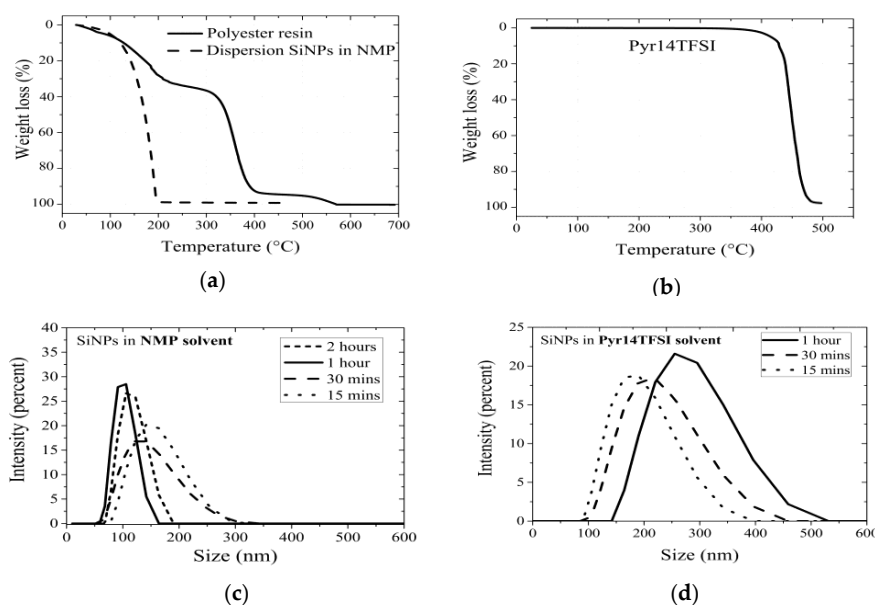 0
20
40
60
80
100
Weight loss (%)
Polyester resin
Dispersion SiNPs in NMP
0 100 200 300 400 500 600 700
Temperature (°C)
(a)
0
20
40
60
80
100
Weight loss (%)
Pyr14TFSI
0 100 200 300 400 500
Temperature (°C)
(b)
40
35
30
25
20
15
10
5
0
Intensity (percent)
SiNPs in NMP solvent
2 hours
1 hour
30 mins
15 mins
0 100 200 300 400 500 600
Size (nm)
(c)
25
20
15
10
5
0
Intensity (percent)
SiNPs in Pyr14TFSI solvent
1 hour
30 mins
15 mins
0 100 200 300 400 500 600
Size (nm)
(d)